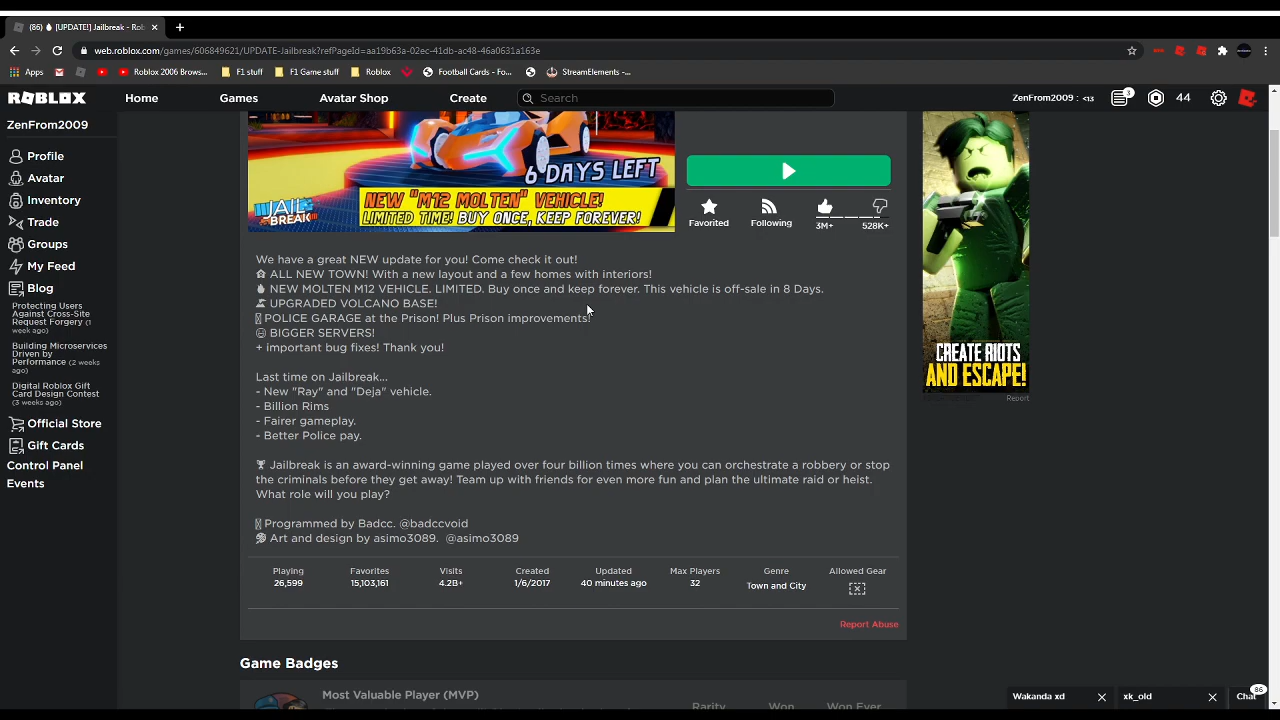 (86) [UPDATE!] Jailbreak - Rob
web.roblox.com/games/606849621/UPDATE-Jailbreak?refPageId=aa19b63a-02ec-41db-ac48-46a0631a163e
Apps
Roblox 2006 Brows...
F1 stuff
F1 Game stuff
Roblox
Football Cards - Fo...
StreamElements -...
ROBLOX
Home
Games
Avatar Shop
Create
Search
ZenFrom2009 : <13
3
44
ZenFrom2009
Profile
Avatar
Inventory
Trade
Groups
My Feed
Blog
Protecting Users
Against Cross-Site
Request Forgery (1
week ago)
Building Microservices
Driven by
Performance (2 weeks
ago)
Digital Roblox Gift
Card Design Contest
(3 weeks ago)
Official Store
Gift Cards
Control Panel
Events
6 DAYS LEFT
JAIL
BREAK
NEW "M12 MOLTEN" VEHICLE!
LIMITED TIME! BUY ONCE, KEEP FOREVER!
Favorited
Following
3M+
528K+
We have a great NEW update for you! Come check it out!
ALL NEW TOWN! With a new layout and a few homes with interiors!
NEW MOLTEN M12 VEHICLE. LIMITED. Buy once and keep forever. This vehicle is off-sale in 8 Days.
UPGRADED VOLCANO BASE!
POLICE GARAGE at the Prison! Plus Prison improvements!
BIGGER SERVERS!
+ important bug fixes! Thank you!
Last time on Jailbreak...
- New "Ray" and "Deja" vehicle.
- Billion Rims
- Fairer gameplay.
- Better Police pay.
Jailbreak is an award-winning game played over four billion times where you can orchestrate a robbery or stop
the criminals before they get away! Team up with friends for even more fun and plan the ultimate raid or heist.
What role will you play?
Programmed by Badcc. @badccvoid
Art and design by asimo3089. @asimo3089
Playing
26,599
Favorites
15,103,161
Visits
4.2B+
Created
1/6/2017
Updated
40 minutes ago
Max Players
32
Genre
Town and City
Allowed Gear
Report Abuse
Game Badges
Most Valuable Player (MVP)
Rarity
Won
Won Ever
CREATE RIOTS
AND ESCAPE!
Report
Wakanda xd
xk_old
Chat
86